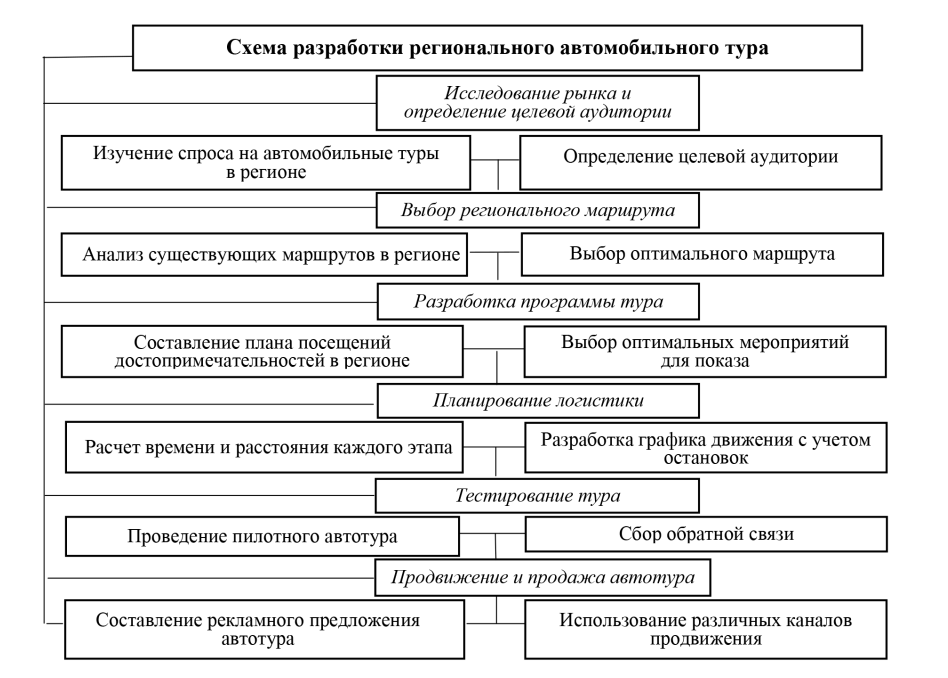 Схема разработки регионального автомобильного тура
Исследование рынка и
определение целевой аудитории
Изучение спроса на автомобильные туры
в регионе
Определение целевой аудитории
Выбор регионального маршрута
Анализ существующих маршрутов в регионе
Выбор оптимального маршрута
Разработка программы тура
Составление плана посещений
достопримечательностей в регионе
Выбор оптимальных мероприятий
для показа
Планирование логистики
Расчет времени и расстояния каждого этапа
Разработка графика движения с учетом
остановок
Тестирование тура
Проведение пилотного автотура
Сбор обратной связи
Продвижение и продажа автотура
Составление рекламного предложения
автотура
Использование различных каналов
продвижения